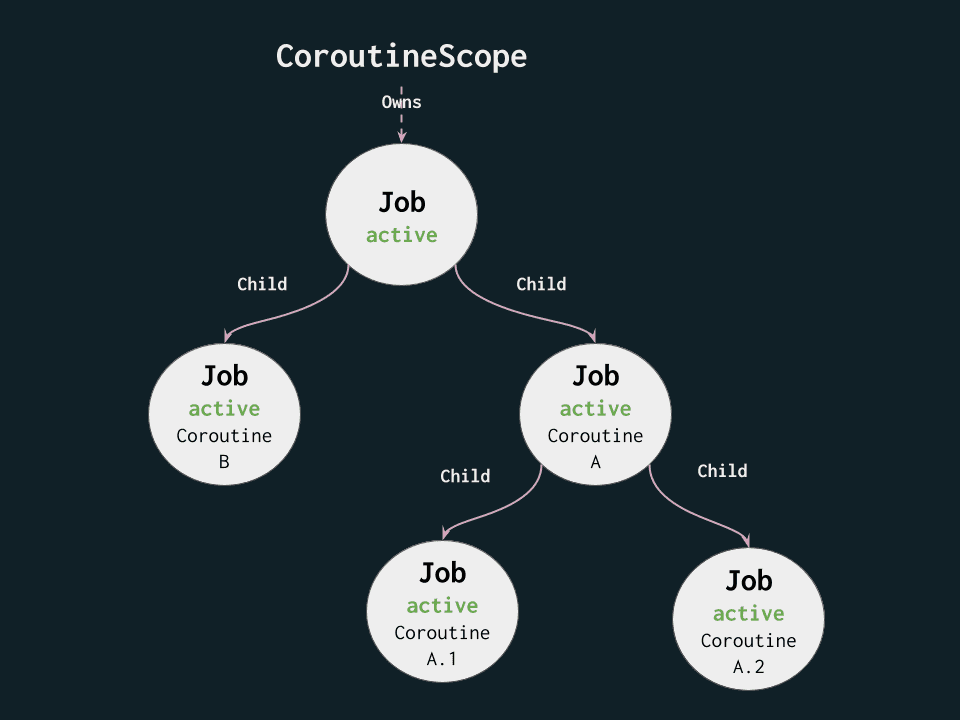 CoroutineScope
Owns
Job
active
Child
Child
Job
active
Coroutine
B
Job
active
Coroutine
A
Child
Child
Job
active
Coroutine
A.1
Job
active
Coroutine
A.2